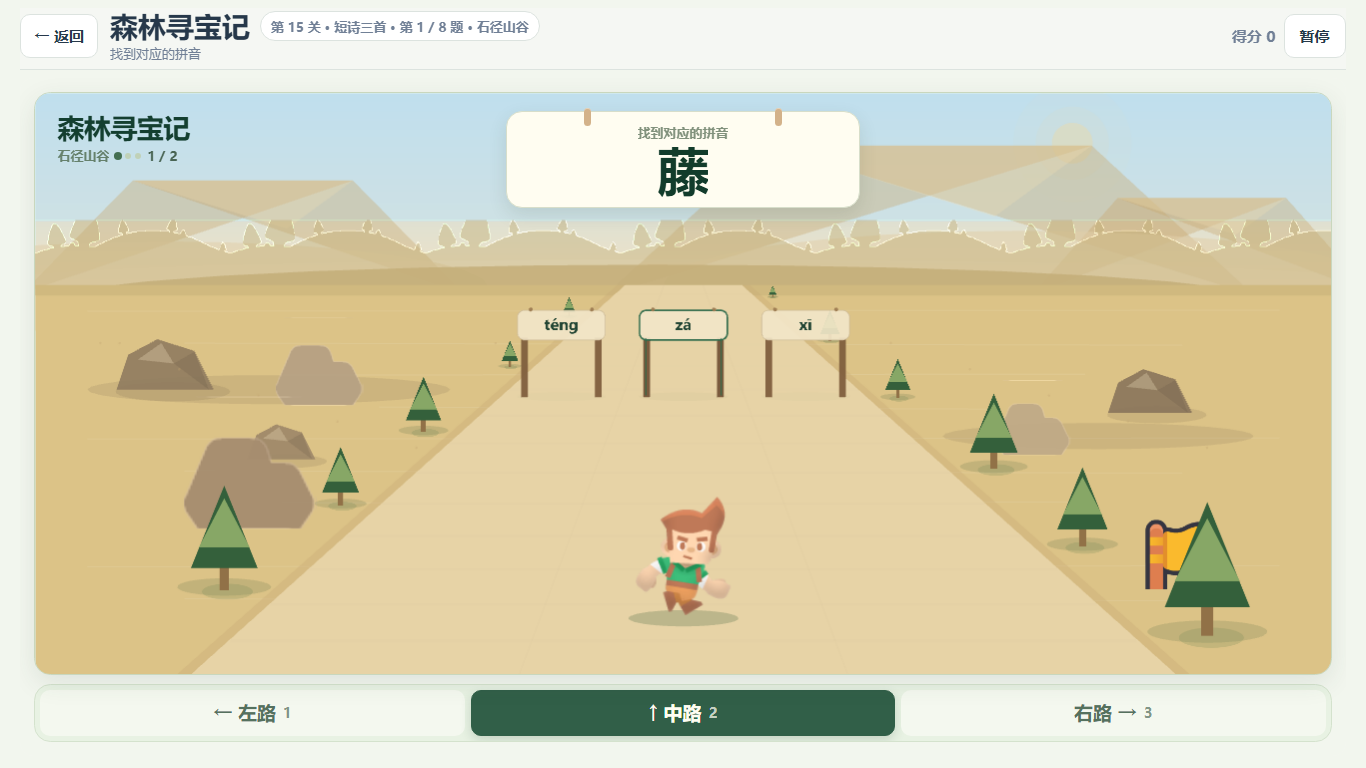 ← 返回
森林寻宝记
第 15 关 • 短诗三首 • 第 1 / 8 题 • 石径山谷
找到对应的拼音
得分 0
暂停
森林寻宝记
石径山谷 1 / 2
找到对应的拼音
藤
téng
zá
xī
← 左路 1
↑ 中路 2
右路 → 3